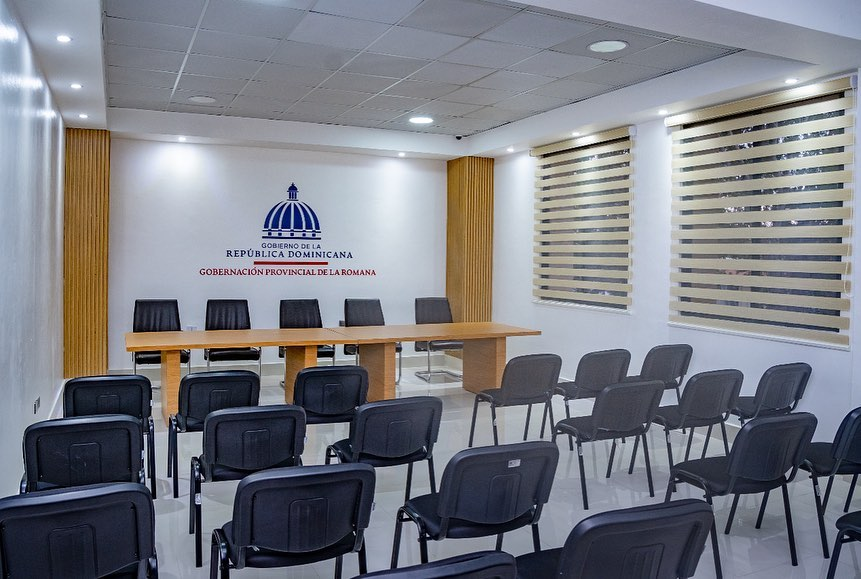 GOBIERNO DE LA
REPÚBLICA DOMINICANA
GOBERNACIÓN PROVINCIAL DE LA ROMANA